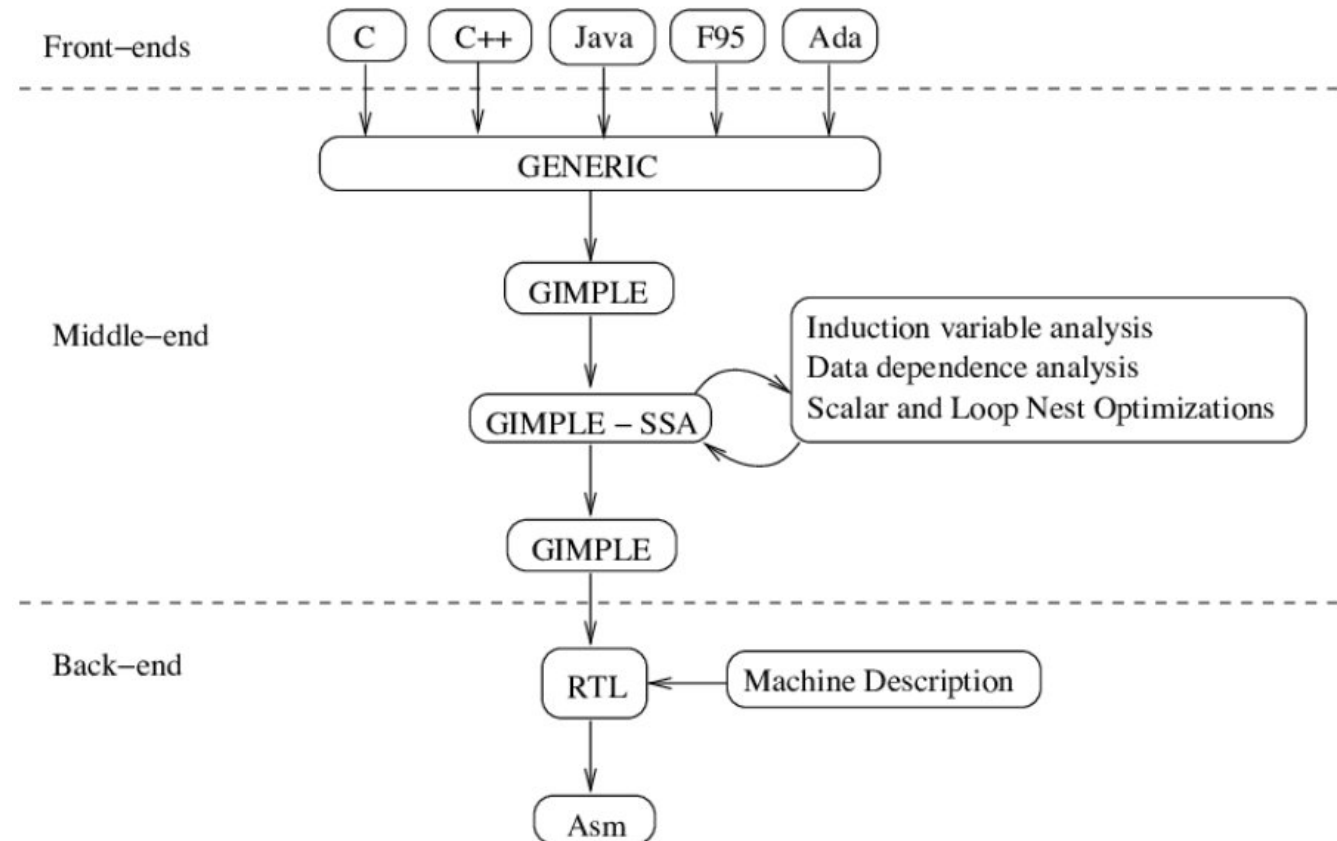 Front−ends
C
C++
Java
F95
Ada
GENERIC
GIMPLE
Middle−end
Induction variable analysis
Data dependence analysis
Scalar and Loop Nest Optimizations
GIMPLE − SSA
GIMPLE
Back−end
RTL
Machine Description
Asm